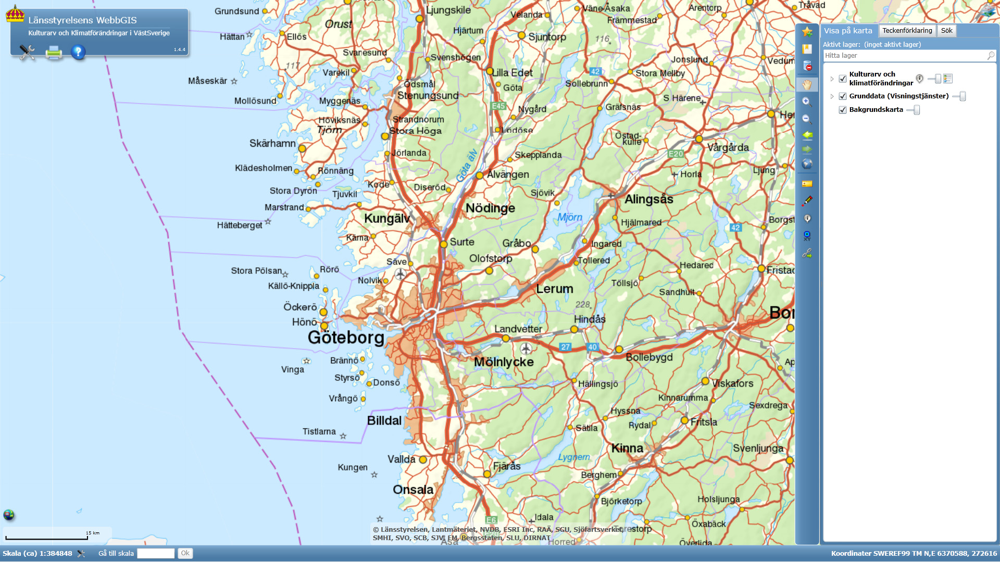 Länsstyrelsens WebbGIS
Kulturarv och Klimatförändringar i VästSverige
1.4.4
Grundsund
Orust
Ljungskile
Velanda
Väne-Åsaka
Främmestad
Arentorp
Tråvad
Hättan
Ellös
Hjärtum
Sjuntorp
116
Svanesund
Svenshögen
Jonslund
Vedum
117
Varekil
Lilla Edet
42
Stora Mellby
Måseskär
Ödsmål
Göta
Sollebrunn
Mollösund
Myggenäs
Stenungsund
E45
Nygård
Gräfsnäs
S Härene
Höviksnäs
Tjörn
Strandnorum
Stora Höga
Lödöse
Skärhamn
Östad-
kulle
Vårgårda
Jörlanda
Skepplanda
E20
Klädesholmen
Rönnäng
Göta älv
Älvängen
Horla
Ljung
Kode
Diseröd
Stora Dyrön
Tjuvkil
Sjövik
Alingsås
Marstrand
Nödinge
Kungälv
Mjörn
Hätteberget
Hjälmared
42
Kärna
Surte
Gråbo
Ingared
Olofstorp
Tollered
Säve
Hedared
Stora Pölsan
Rörö
Nolvik
Källö-Knippla
Lerum
Töllsjö
Sandhult
Öckerö
228
Hönö
Hindås
Göteborg
Landvetter
27
40
Mölnlycke
Bollebygd
Brännö
Vinga
Styrsö
Donsö
Hällingsjö
Viskafors
Vrångö
Kinnarumma
Sexdrega
Billdal
Hyssna
Rydal
Fritsla
Tistlarna
Sätila
Kinna
Svenljunga
Vallda
Lygnern
Kungen
Fjärås
Berghem
Onsala
Björketorp
Holsljunga
E6
Idala
Öxabäck
Horred
© Länsstyrelsen, Lantmäteriet, NVDB, ESRI Inc, RAÄ, SGU, Sjöfartsverket,
SMHI, SVO, SCB, SJV, EM, Bergsstaten, SLU, DIRNAT
15 km
Skala (ca) 1:384848
Gå till skala
Ok
Visa på karta
Teckenförklaring
Sök
Aktivt lager: (inget aktivt lager)
Hitta lager
Kulturarv och
klimatförändringar
Grunddata (Visningstjänster)
Bakgrundskarta
Koordinater SWEREF99 TM N,E 6370588, 272616